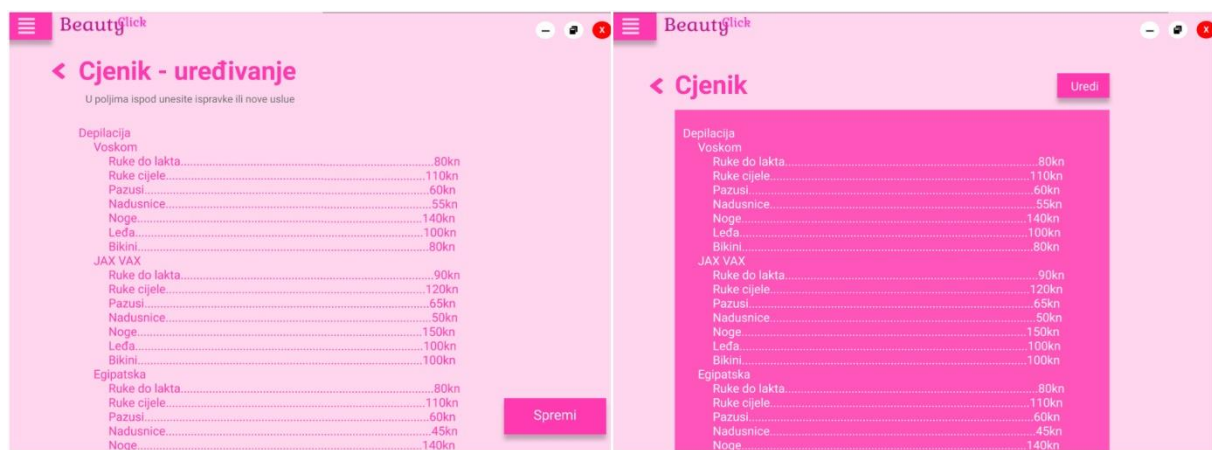 BeautyClick
Cjenik - uređivanje
U poljima ispod unesite ispravke ili nove uslue
Depilacija
Voskom
Ruke do lakta........80kn
Ruke cijele........110kn
Pazusi........60kn
Nadusnice........55kn
Noge........140kn
Leđa........100kn
Bikini........80kn
JAX VAX
Ruke do lakta........90kn
Ruke cijele........120kn
Pazusi........65kn
Nadusnice........50kn
Noge........150kn
Leđa........100kn
Bikini........100kn
Egipatska
Ruke do lakta........80kn
Ruke cijele........110kn
Pazusi........60kn
Nadusnice........45kn
Noge........140kn
Spremi
X
BeautyClick
Cjenik
Uredi
Depilacija
Voskom
Ruke do lakta........80kn
Ruke cijele........110kn
Pazusi........60kn
Nadusnice........55kn
Noge........140kn
Leđa........100kn
Bikini........80kn
JAX VAX
Ruke do lakta........90kn
Ruke cijele........120kn
Pazusi........65kn
Nadusnice........50kn
Noge........150kn
Leđa........100kn
Bikini........100kn
Egipatska
Ruke do lakta........80kn
Ruke cijele........110kn
Pazusi........60kn
Nadusnice........45kn
Noge........140kn
X